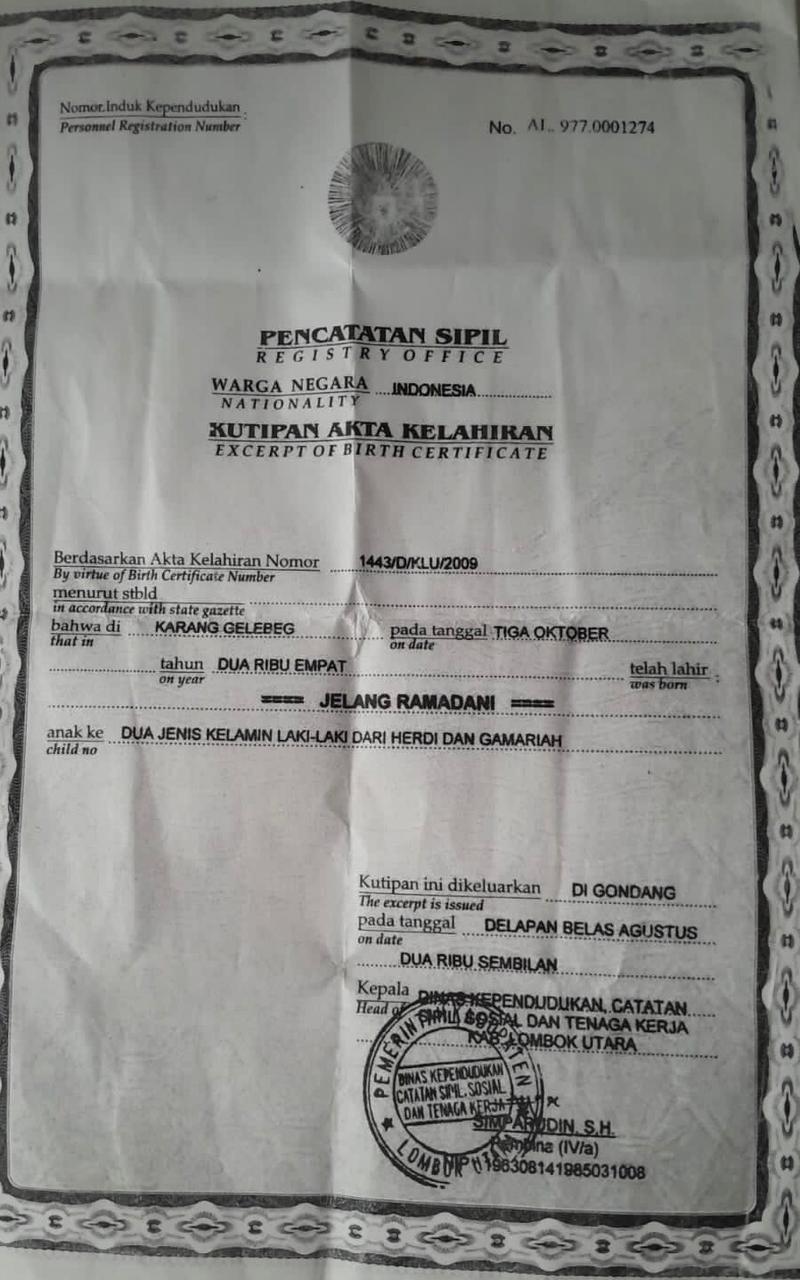 Nomor Induk Kependudukan :
Personnel Registration Number
No. AL. 977.0001274
PENCATATAN SIPIL
REGISTRY OFFICE
WARGA NEGARA INDONESIA
NATIONALITY
KUTIPAN AKTA KELAHIRAN
EXCERPT OF BIRTH CERTIFICATE
Berdasarkan Akta Kelahiran Nomor 1443/D/KLU/2009
By virtue of Birth Certificate Number
menurut stbld
in accordance with state gazette
bahwa di KARANG GELEBEG pada tanggal TIGA OKTOBER
that in on date
tahun DUA RIBU EMPAT telah lahir :
on year was born
==== JELANG RAMADANI ====
anak ke DUA JENIS KELAMIN LAKI-LAKI DARI HERDI DAN GAMARIAH
child no
Kutipan ini dikeluarkan DI GONDANG
The excerpt is issued
pada tanggal DELAPAN BELAS AGUSTUS
on date
DUA RIBU SEMBILAN
Kepala DINAS KEPENDUDUKAN, CATATAN
Head of SIPIL SOSIAL DAN TENAGA KERJA
KAB LOMBOK UTARA
DINAS KEPENDUDUKAN
CATATAN SIPIL, SOSIAL
DAN TENAGA KERJA
SIMPARUDIN, S.H.
Pembina (IV/a)
196306141985031008